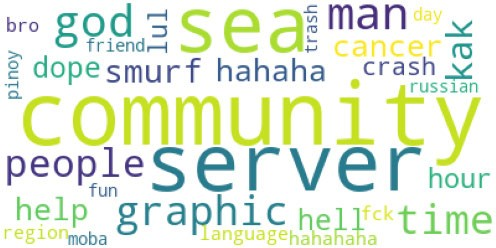 bro god lul sea trash man day
pinoy friend cancer kak
dope smurf hahaha crash
community russian
people server hour
fun
help graphic hell fck time
region moba language hahahaha